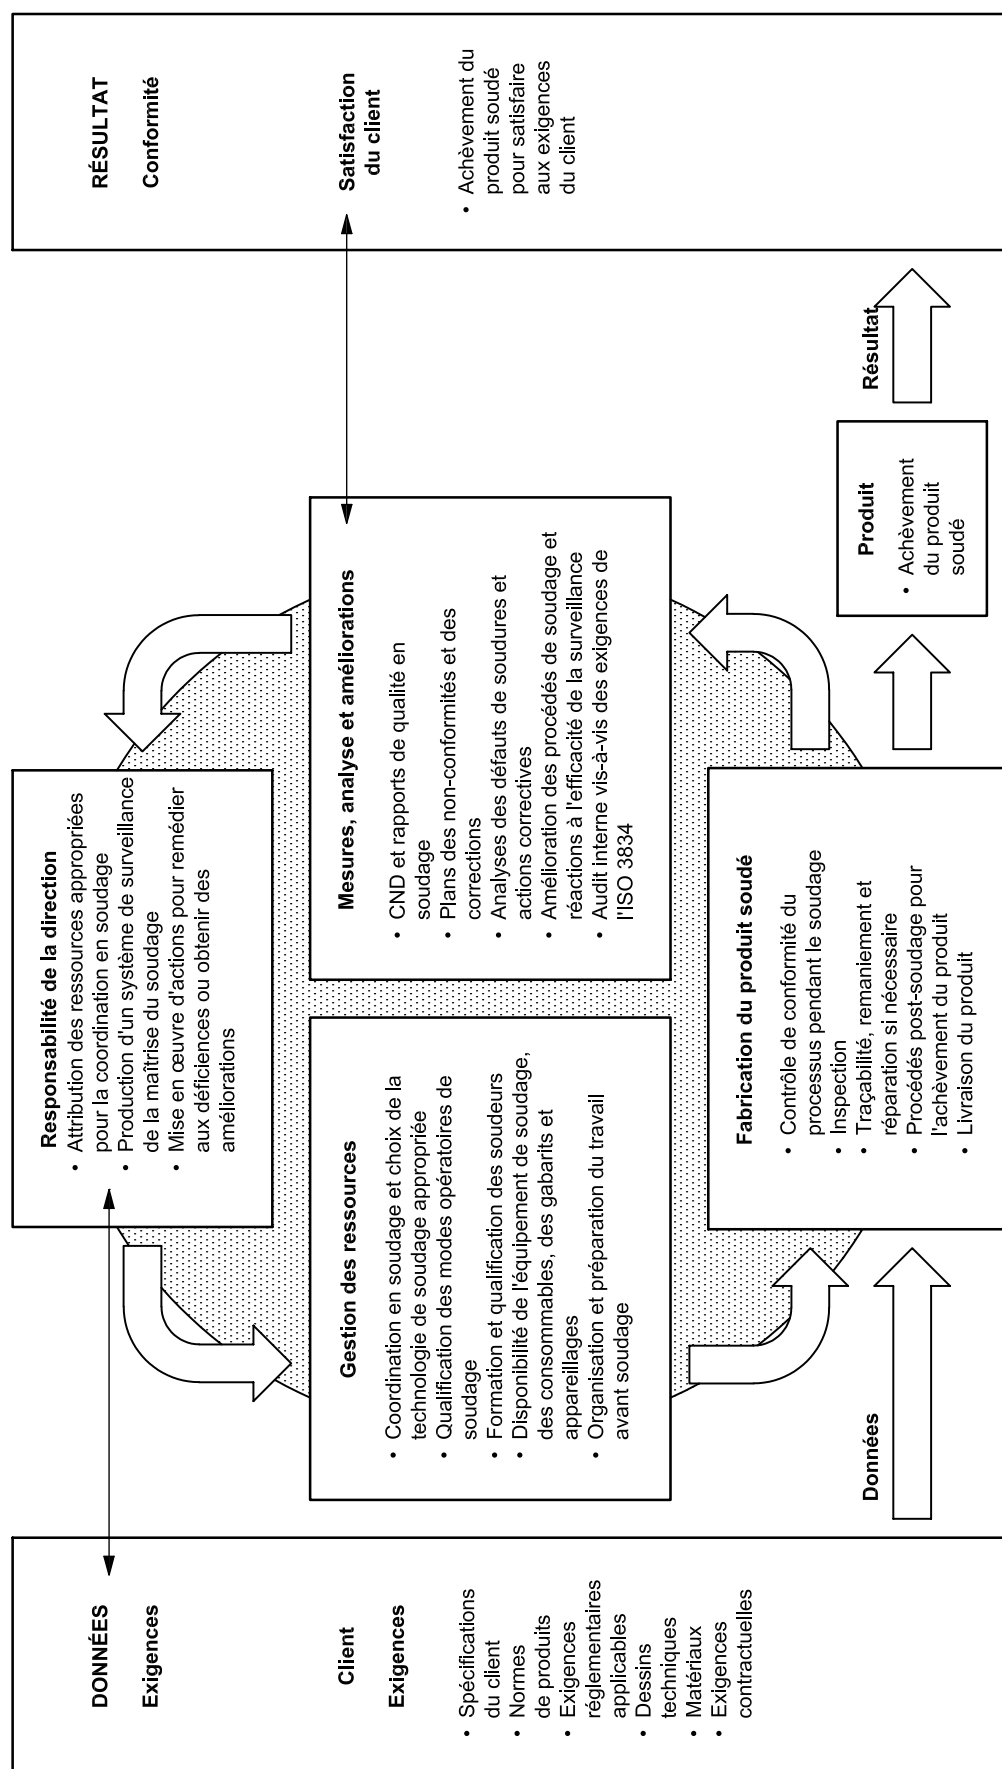 DONNÉES
Exigences
Client
Exigences
• Spécifications
du client
• Normes
de produits
• Exigences
réglementaires
applicables
• Dessins
techniques
• Matériaux
• Exigences
contractuelles
Responsabilité de la direction
• Attribution des ressources appropriées
pour la coordination en soudage
• Production d'un système de surveillance
de la maîtrise du soudage
• Mise en œuvre d'actions pour remédier
aux déficiences ou obtenir des
améliorations
Gestion des ressources
• Coordination en soudage et choix de la
technologie de soudage appropriée
• Qualification des modes opératoires de
soudage
• Formation et qualification des soudeurs
• Disponibilité de l'équipement de soudage,
des consommables, des gabarits et
appareillages
• Organisation et préparation du travail
avant soudage
Mesures, analyse et améliorations
• CND et rapports de qualité en
soudage
• Plans des non-conformités et des
corrections
• Analyses des défauts de soudures et
actions correctives
• Amélioration des procédés de soudage et
réactions à l'efficacité de la surveillance
• Audit interne vis-à-vis des exigences de
l'ISO 3834
Données
Fabrication du produit soudé
• Contrôle de conformité du
processus pendant le soudage
• Inspection
• Traçabilité, remaniement et
réparation si nécessaire
• Procédés post-soudage pour
l'achèvement du produit
• Livraison du produit
Produit
• Achèvement
du produit
soudé
Résultat
RÉSULTAT
Conformité
Satisfaction
du client
• Achèvement du
produit soudé
pour satisfaire
aux exigences
du client